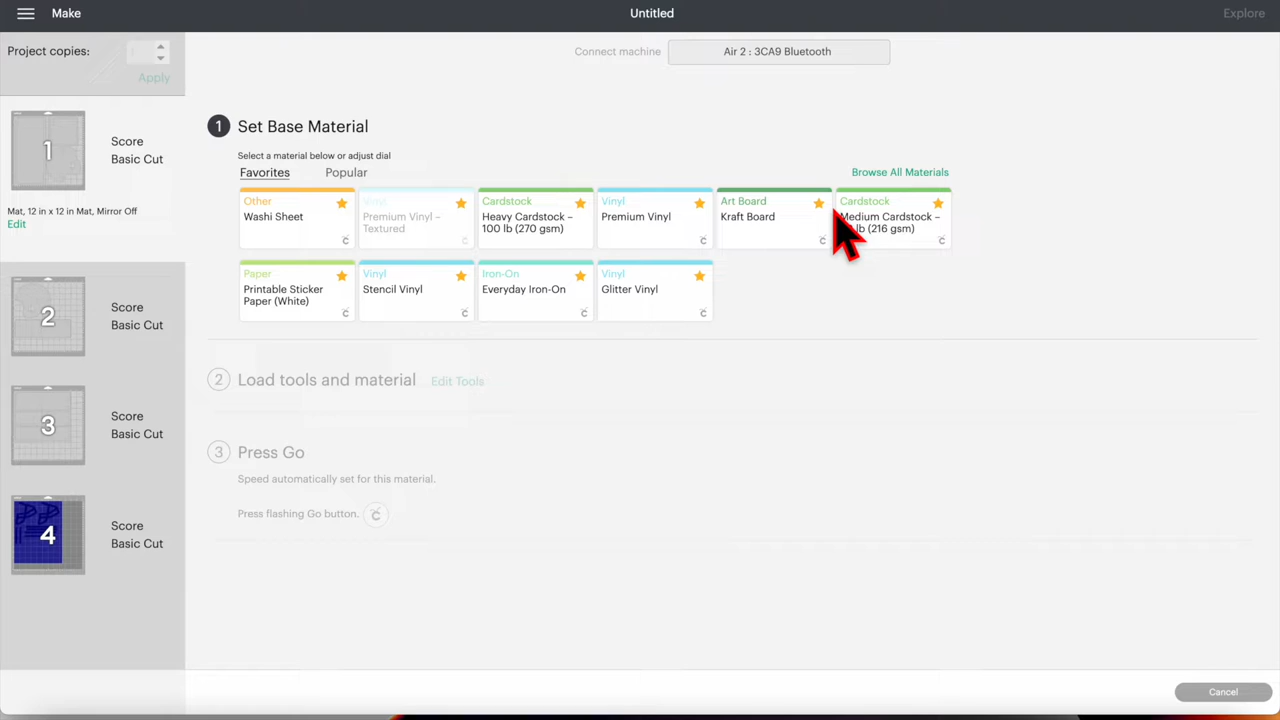 Make
Untitled
Explore
Project copies:
Apply
Connect machine
Air 2 : 3CA9 Bluetooth
1
Score
Basic Cut
Mat, 12 in x 12 in Mat, Mirror Off
Edit
2
Score
Basic Cut
3
Score
Basic Cut
4
Score
Basic Cut
1 Set Base Material
Select a material below or adjust dial
Favorites Popular
Browse All Materials
Other
Washi Sheet
Vinyl
Premium Vinyl –
Textured
Cardstock
Heavy Cardstock –
100 lb (270 gsm)
Vinyl
Premium Vinyl
Art Board
Kraft Board
Cardstock
Medium Cardstock –
lb (216 gsm)
Paper
Printable Sticker
Paper (White)
Vinyl
Stencil Vinyl
Iron-On
Everyday Iron-On
Vinyl
Glitter Vinyl
2 Load tools and material Edit Tools
3 Press Go
Speed automatically set for this material.
Press flashing Go button.
Cancel